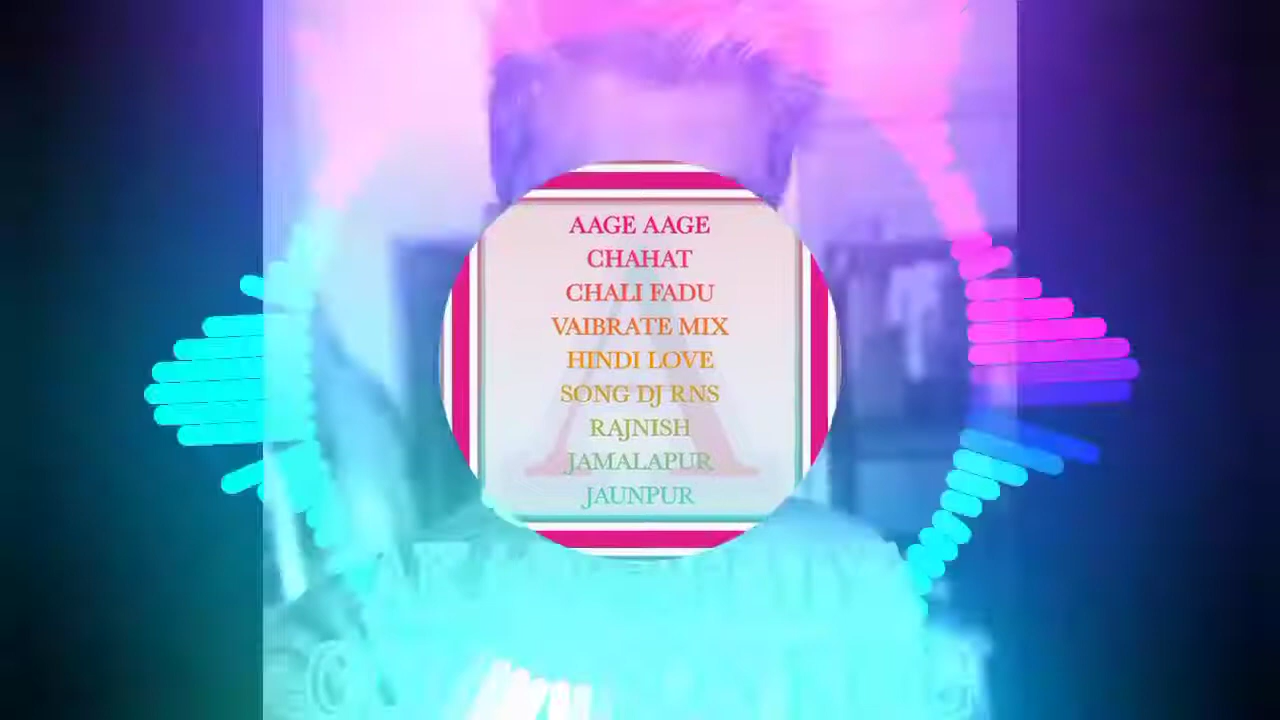 AAGE AAGE
CHAHAT
CHALI FADU
VAIBRATE MIX
HINDI LOVE
SONG DJ RNS
RAJNISH
JAMALAPUR
JAUNPUR